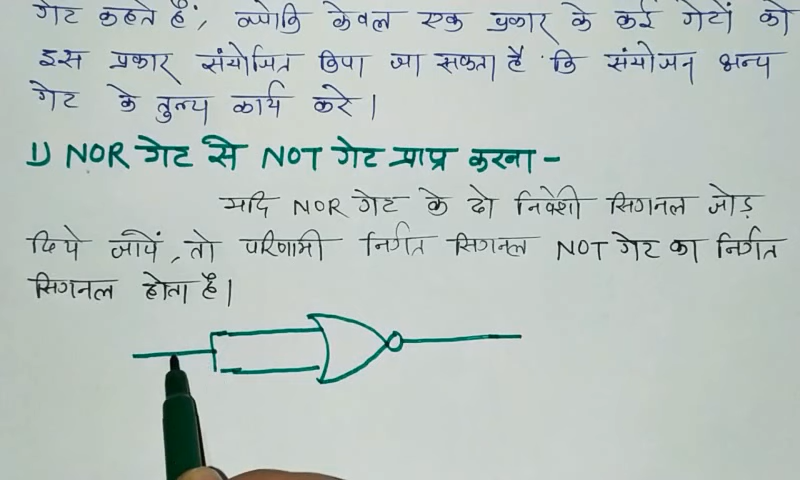 गेट कहते हैं, क्योंकि केवल एक प्रकार के कई गेटों को
इस प्रकार संयोजित किया जा सकता है कि संयोजन अन्य
गेट के तुल्य कार्य करे।
1) NOR गेट से NOT गेट प्राप्त करना -
यदि NOR गेट के दो निवेशी सिगनल जोड़
दिये जायें, तो परिणामी निर्गत सिगनल NOT गेट का निर्गत
सिगनल होता है।